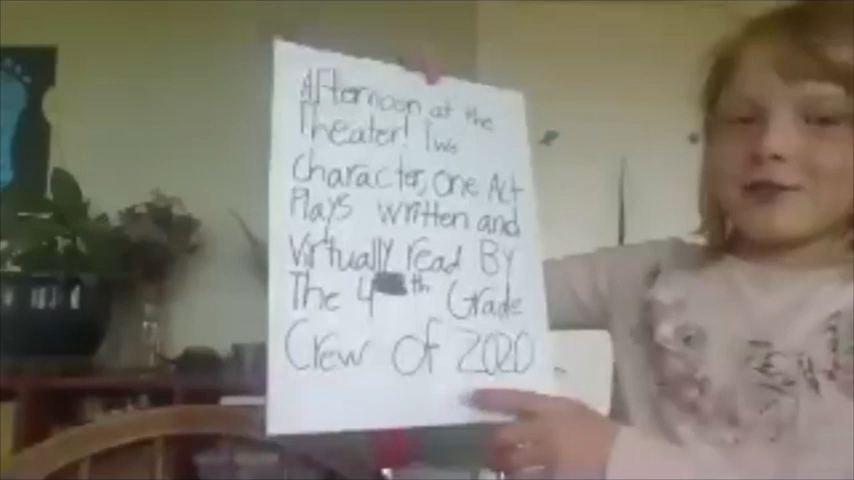 Afternoon at the
Theater! Two
character, One Act
Plays written and
virtually read By
The 4th Grade
Crew of 2020